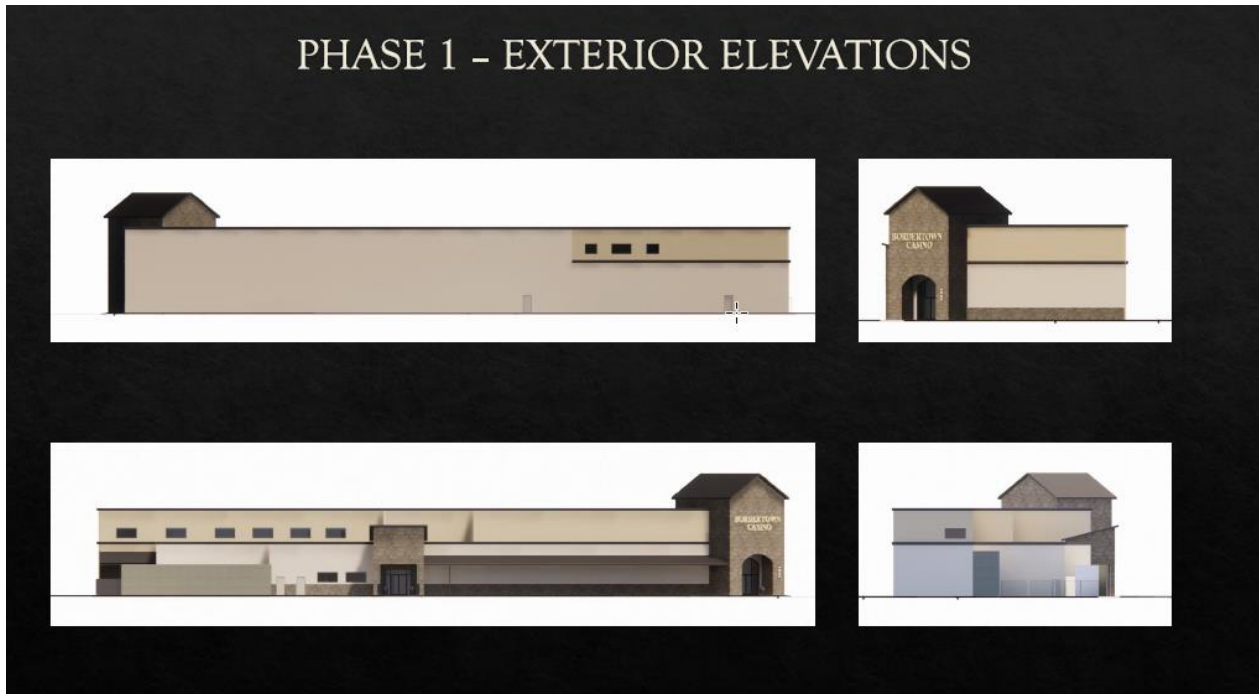 PHASE 1 – EXTERIOR ELEVATIONS
BORDERTOWN
CASINO
BORDERTOWN
CASINO